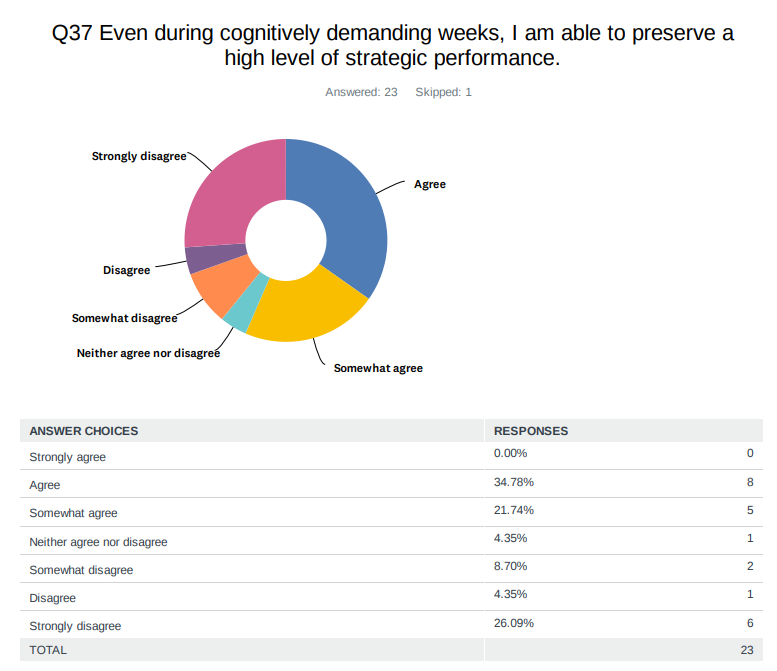 Q37 Even during cognitively demanding weeks, I am able to preserve a
high level of strategic performance.
Answered: 23 Skipped: 1
Strongly disagree
Agree
Disagree
Somewhat disagree
Neither agree nor disagree
Somewhat agree
ANSWER CHOICES RESPONSES
Strongly agree 0.00% 0
Agree 34.78% 8
Somewhat agree 21.74% 5
Neither agree nor disagree 4.35% 1
Somewhat disagree 8.70% 2
Disagree 4.35% 1
Strongly disagree 26.09% 6
TOTAL 23